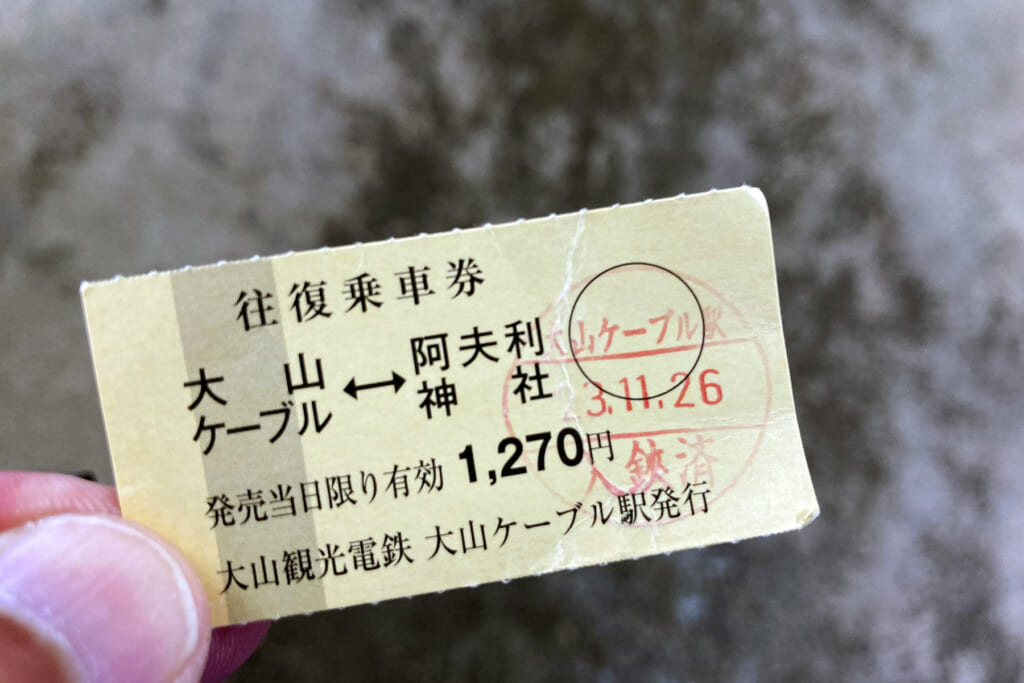 往復乗車券
大山ケーブル ↔ 阿夫利神社
発売当日限り有効 1,270円
大山観光電鉄 大山ケーブル駅発行
大山ケーブル駅
3.11.26
入鋏済